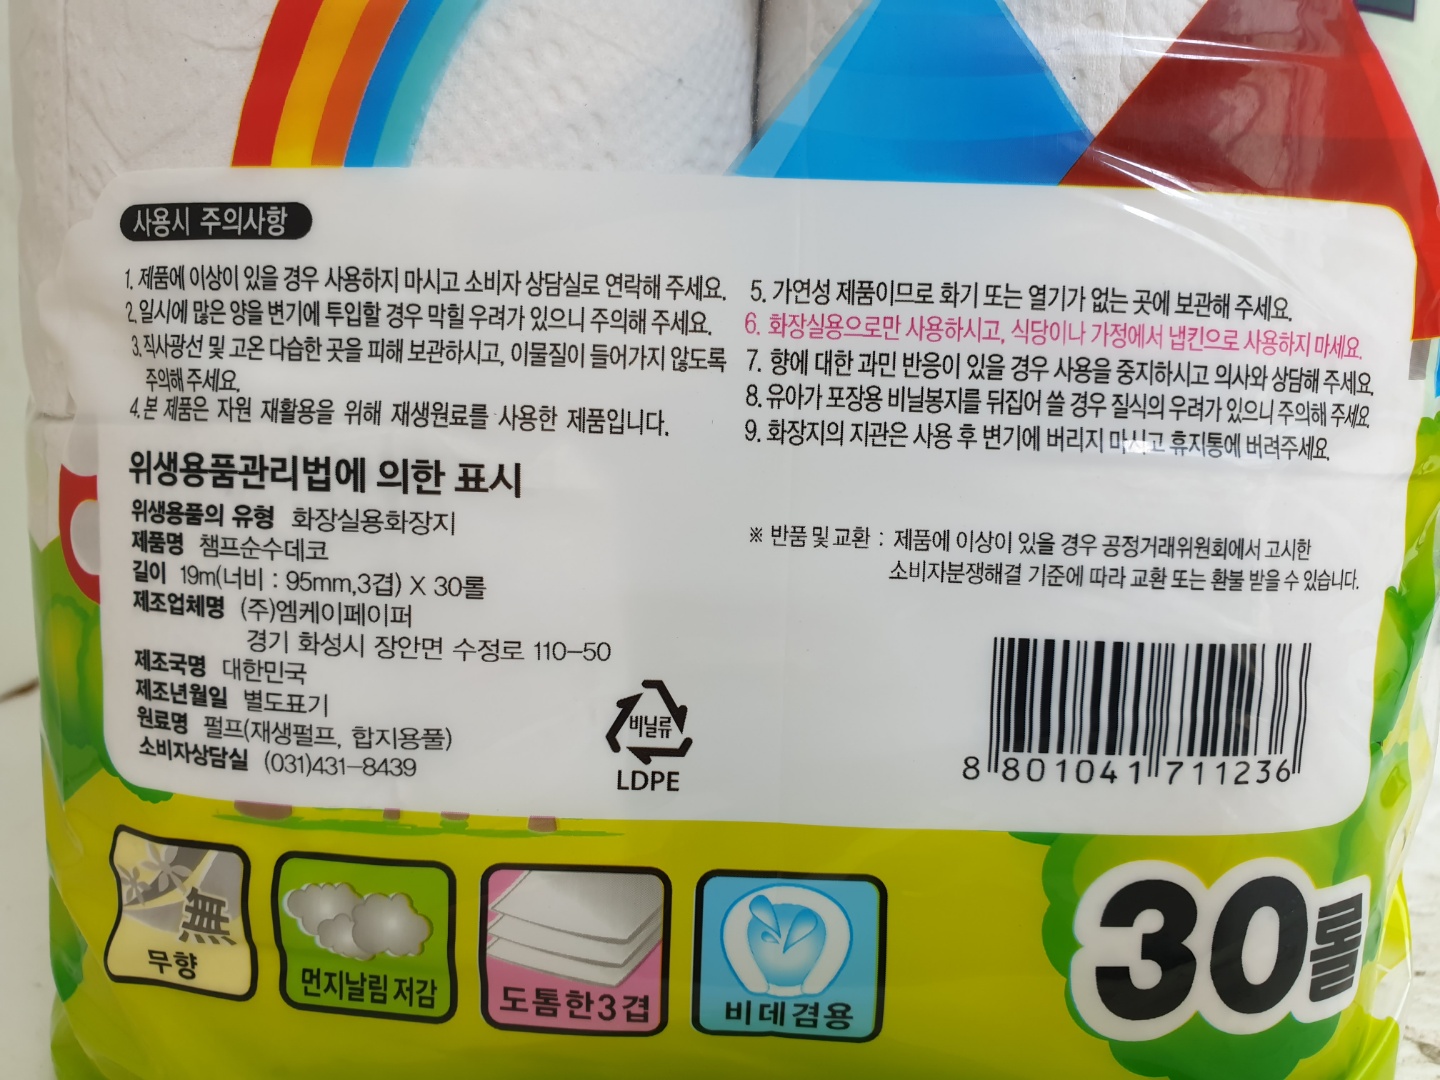 사용시 주의사항
1. 제품에 이상이 있을 경우 사용하지 마시고 소비자 상담실로 연락해 주세요.
2. 일시에 많은 양을 변기에 투입할 경우 막힐 우려가 있으니 주의해 주세요.
3. 직사광선 및 고온 다습한 곳을 피해 보관하시고, 이물질이 들어가지 않도록
주의해 주세요.
4. 본 제품은 자원 재활용을 위해 재생원료를 사용한 제품입니다.
5. 가연성 제품이므로 화기 또는 열기가 없는 곳에 보관해 주세요.
6. 화장실용으로만 사용하시고, 식당이나 가정에서 냅킨으로 사용하지 마세요.
7. 향에 대한 과민 반응이 있을 경우 사용을 중지하시고 의사와 상담해 주세요.
8. 유아가 포장용 비닐봉지를 뒤집어 쓸 경우 질식의 우려가 있으니 주의해 주세요.
9. 화장지의 지관은 사용 후 변기에 버리지 마시고 휴지통에 버려주세요.
위생용품관리법에 의한 표시
위생용품의 유형 화장실용화장지
제품명 챔프순수데코
길이 19m(너비 : 95mm,3겹) X 30롤
제조업체명 (주)엠케이페이퍼
경기 화성시 장안면 수정로 110-50
제조국명 대한민국
제조년월일 별도표기
원료명 펄프(재생펄프, 합지용풀)
소비자상담실 (031)431-8439
※ 반품 및 교환 : 제품에 이상이 있을 경우 공정거래위원회에서 고시한
소비자분쟁해결 기준에 따라 교환 또는 환불 받을 수 있습니다.
비닐류
LDPE
8 801041 711236
無
무향
먼지날림 저감
도톰한3겹
비데겸용
30롤